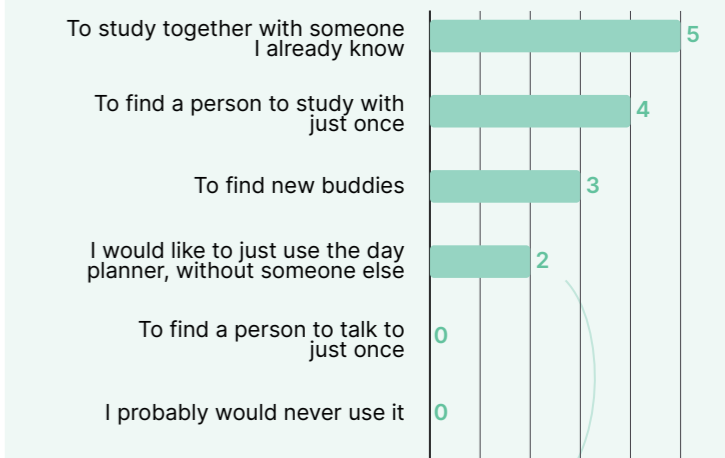 To study together with someone
I already know
5
To find a person to study with
just once
4
To find new buddies
3
I would like to just use the day
planner, without someone else
2
To find a person to talk to
just once
0
I probably would never use it
0